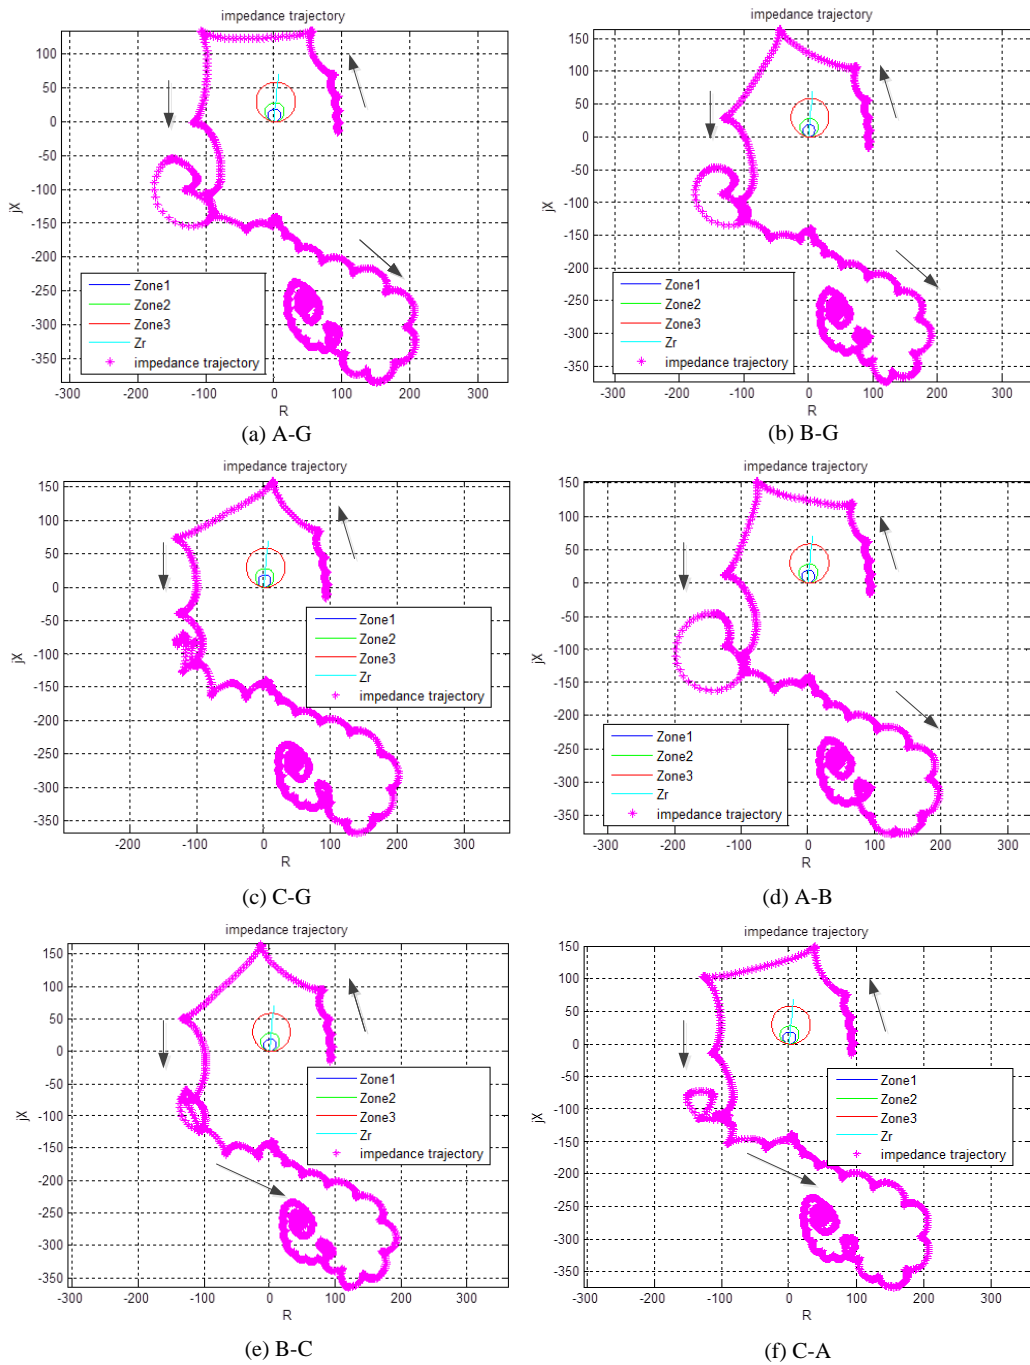 impedance trajectory
100
50
0
-50
-100
-150
-200
-250
-300
-350
jX
Zone1
Zone2
Zone3
Zr
impedance trajectory
-300 -200 -100 0 100 200 300
R
(a) A-G
impedance trajectory
150
100
50
0
-50
-100
-150
-200
-250
-300
-350
jX
Zone1
Zone2
Zone3
Zr
impedance trajectory
-300 -200 -100 0 100 200 300
R
(b) B-G
impedance trajectory
150
100
50
0
-50
-100
-150
-200
-250
-300
-350
jX
Zone1
Zone2
Zone3
Zr
impedance trajectory
-200 -100 0 100 200 300
R
(c) C-G
impedance trajectory
150
100
50
0
-50
-100
-150
-200
-250
-300
-350
jX
Zone1
Zone2
Zone3
Zr
impedance trajectory
-300 -200 -100 0 100 200 300
R
(d) A-B
impedance trajectory
150
100
50
0
-50
-100
-150
-200
-250
-300
-350
jX
Zone1
Zone2
Zone3
Zr
impedance trajectory
-300 -200 -100 0 100 200 300
R
(e) B-C
impedance trajectory
150
100
50
0
-50
-100
-150
-200
-250
-300
-350
jX
Zone1
Zone2
Zone3
Zr
impedance trajectory
-300 -200 -100 0 100 200 300
R
(f) C-A